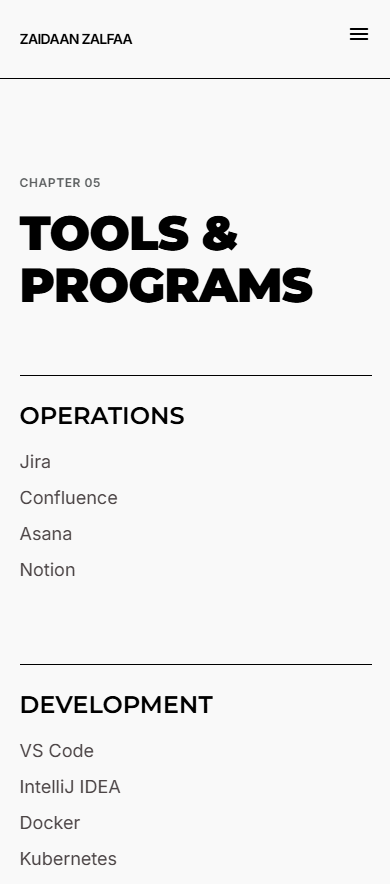 ZAIDAAN ZALFAA
CHAPTER 05
TOOLS &
PROGRAMS
OPERATIONS
Jira
Confluence
Asana
Notion
DEVELOPMENT
VS Code
IntelliJ IDEA
Docker
Kubernetes